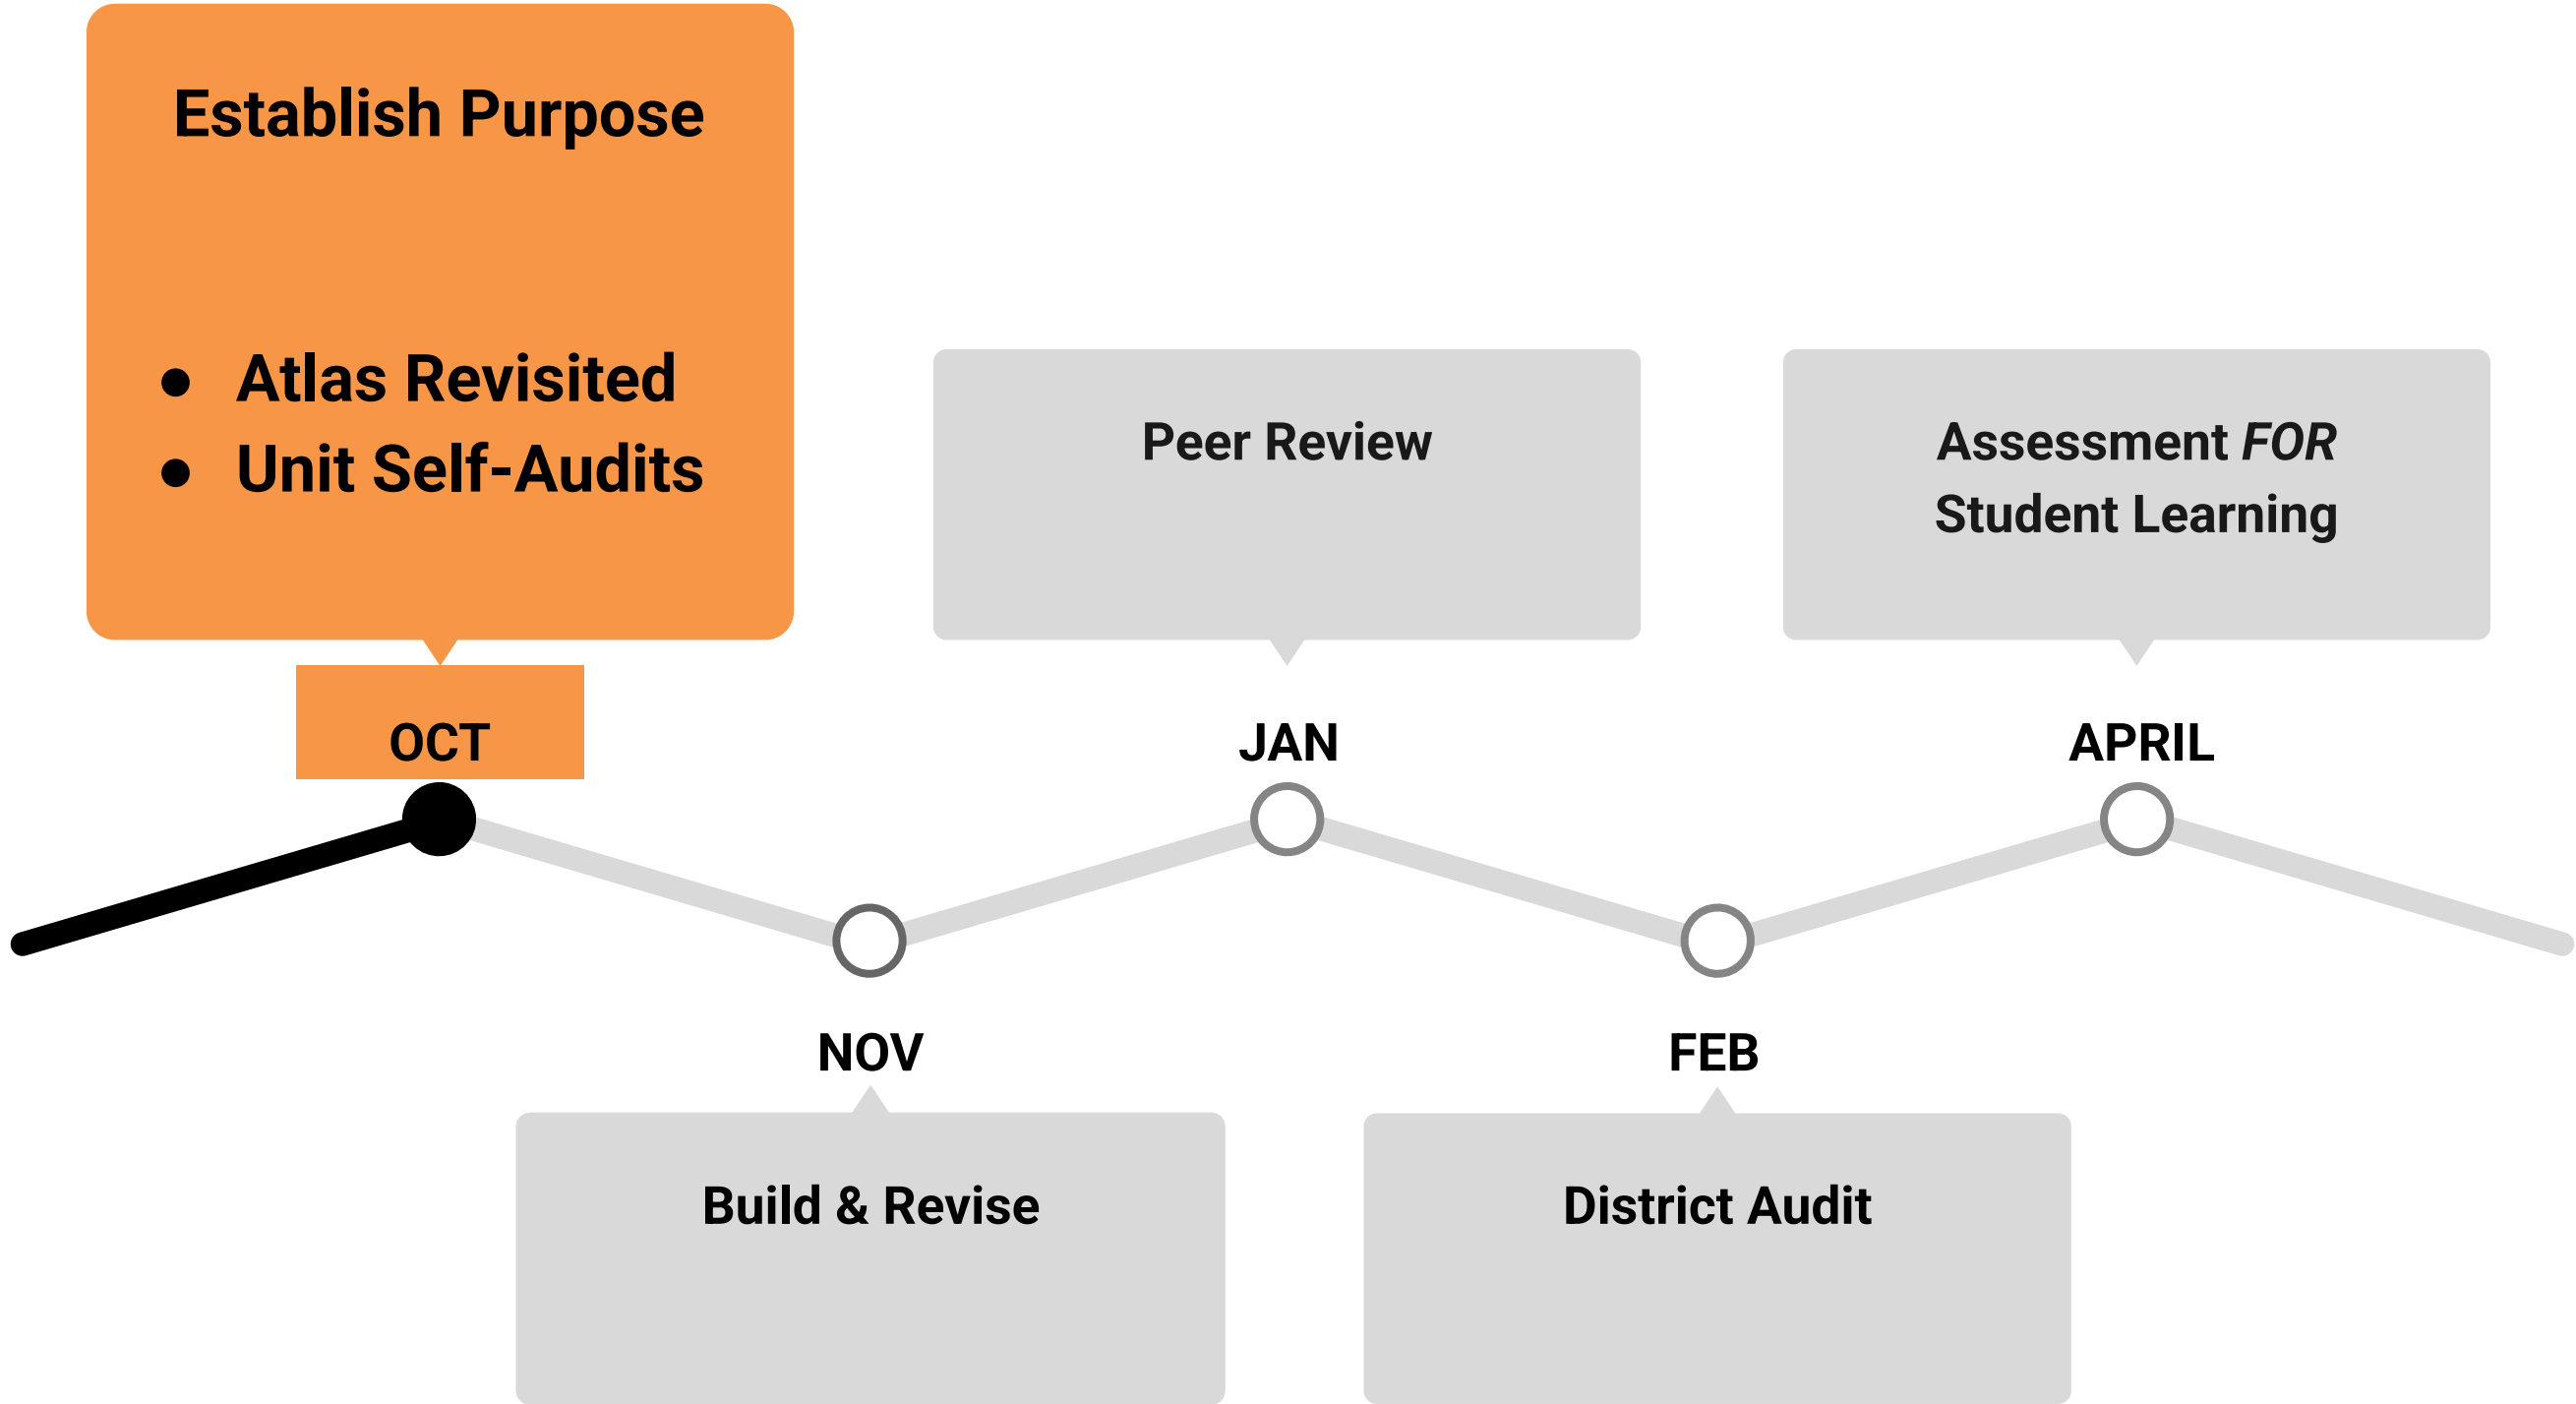 Establish Purpose
● Atlas Revisited
● Unit Self-Audits
OCT
Build & Revise
NOV
Peer Review
JAN
District Audit
FEB
Assessment FOR
Student Learning
APRIL